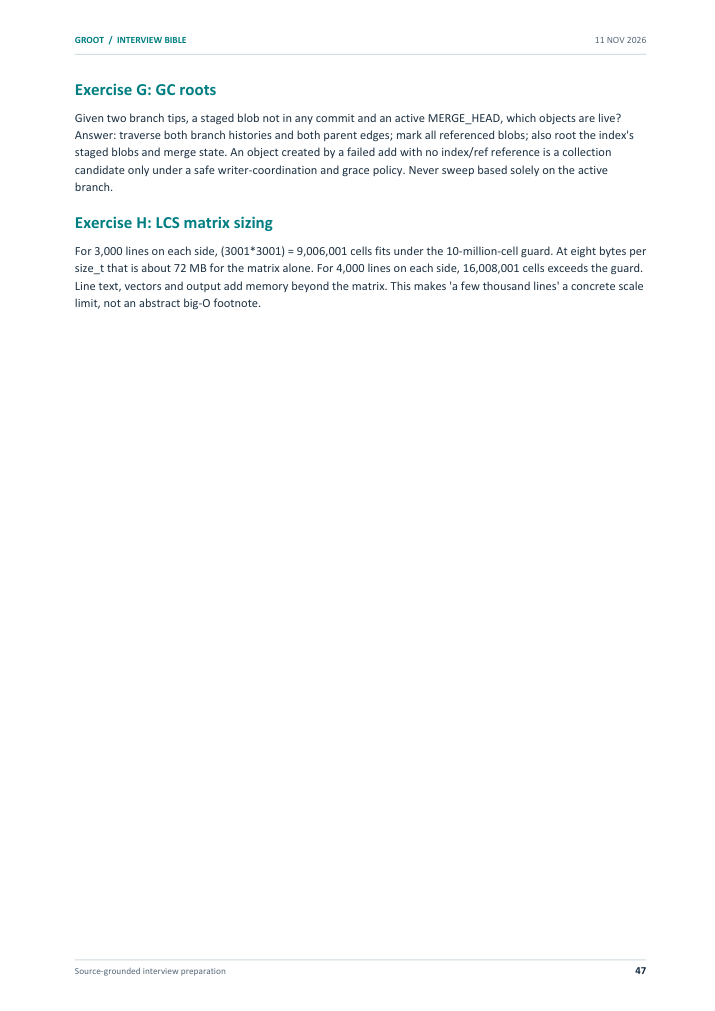 GROOT / INTERVIEW BIBLE
11 NOV 2026
Exercise G: GC roots
Given two branch tips, a staged blob not in any commit and an active MERGE_HEAD, which objects are live?
Answer: traverse both branch histories and both parent edges; mark all referenced blobs; also root the index's
staged blobs and merge state. An object created by a failed add with no index/ref reference is a collection
candidate only under a safe writer-coordination and grace policy. Never sweep based solely on the active
branch.
Exercise H: LCS matrix sizing
For 3,000 lines on each side, (3001*3001) = 9,006,001 cells fits under the 10-million-cell guard. At eight bytes per
size_t that is about 72 MB for the matrix alone. For 4,000 lines on each side, 16,008,001 cells exceeds the guard.
Line text, vectors and output add memory beyond the matrix. This makes 'a few thousand lines' a concrete scale
limit, not an abstract big-O footnote.
Source-grounded interview preparation
47